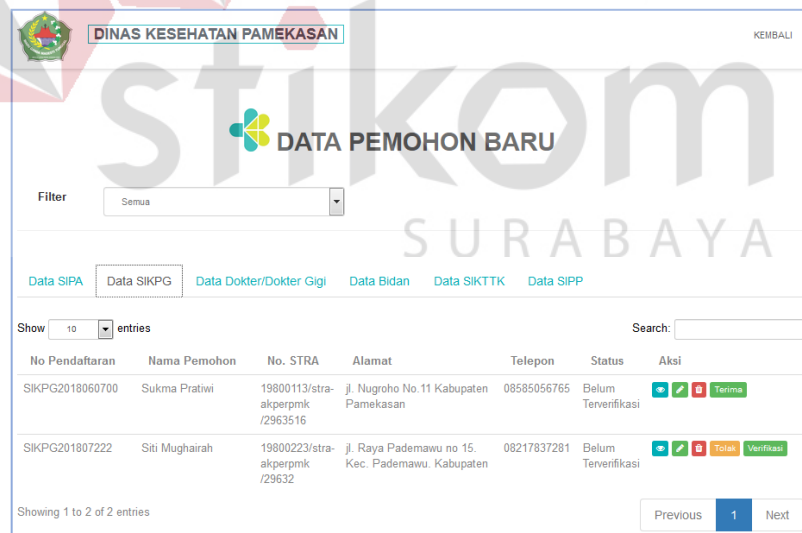 DINAS KESEHATAN PAMEKASAN
KEMBALI
stikom
SURABAYA
DATA PEMOHON BARU
Filter
Semua
Data SIPA Data SIKPG Data Dokter/Dokter Gigi Data Bidan Data SIKTTK Data SIPP
Show 10 entries Search:
No Pendaftaran Nama Pemohon No. STRA Alamat Telepon Status Aksi
SIKPG2018060700 Sukma Pratiwi 19800113/stra- jl. Nugroho No.11 Kabupaten 08585056765 Belum Terima
akperpmk Pamekasan Terverifikasi
/2963516
SIKPG201807222 Siti Mughairah 19800223/stra- jl. Raya Pademawu no 15. 08217837281 Belum Tolak Verifikasi
akperpmk Kec. Pademawu. Kabupaten Terverifikasi
/29632
Showing 1 to 2 of 2 entries
Previous 1 Next